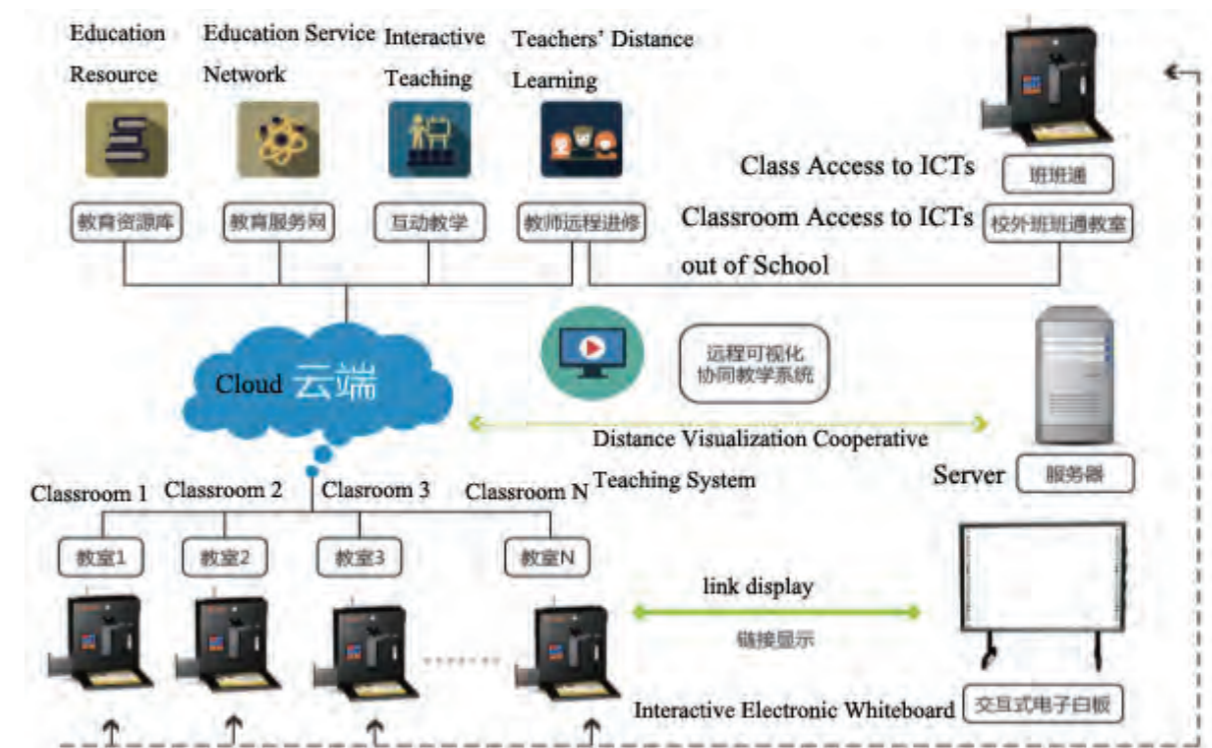 Education
Resource
Education Service
Network
Interactive
Teaching
Teachers' Distance
Learning
Class Access to ICTs
班班通
教育资源库
教育服务网
互动教学
教师远程进修
Classroom Access to ICTs
out of School
校外班班通教室
Cloud 云端
远程可视化
协同教学系统
Distance Visualization Cooperative
Teaching System
Server
服务器
Classroom 1
Classroom 2
Clasroom 3
Classroom N
教室1
教室2
教室3
教室N
link display
链接显示
Interactive Electronic Whiteboard
交互式电子白板